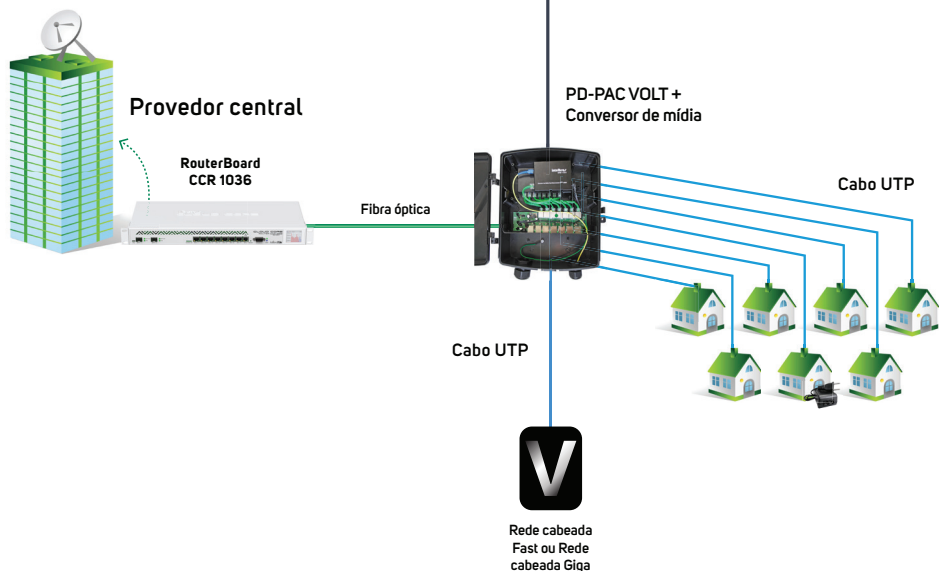 Provedor central
RouterBoard
CCR 1036
Fibra óptica
PD-PAC VOLT +
Conversor de mídia
Cabo UTP
Cabo UTP
V
Rede cabeada
Fast ou Rede
cabeada Giga